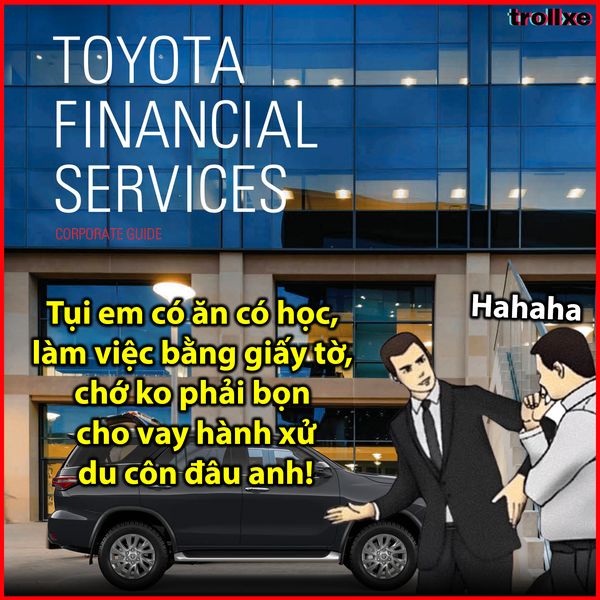 trollxe
TOYOTA
FINANCIAL
SERVICES
CORPORATE GUIDE
Tụi em có ăn có học,
làm việc bằng giấy tờ,
chớ ko phải bọn
cho vay hành xử
du côn đâu anh!
Hahaha